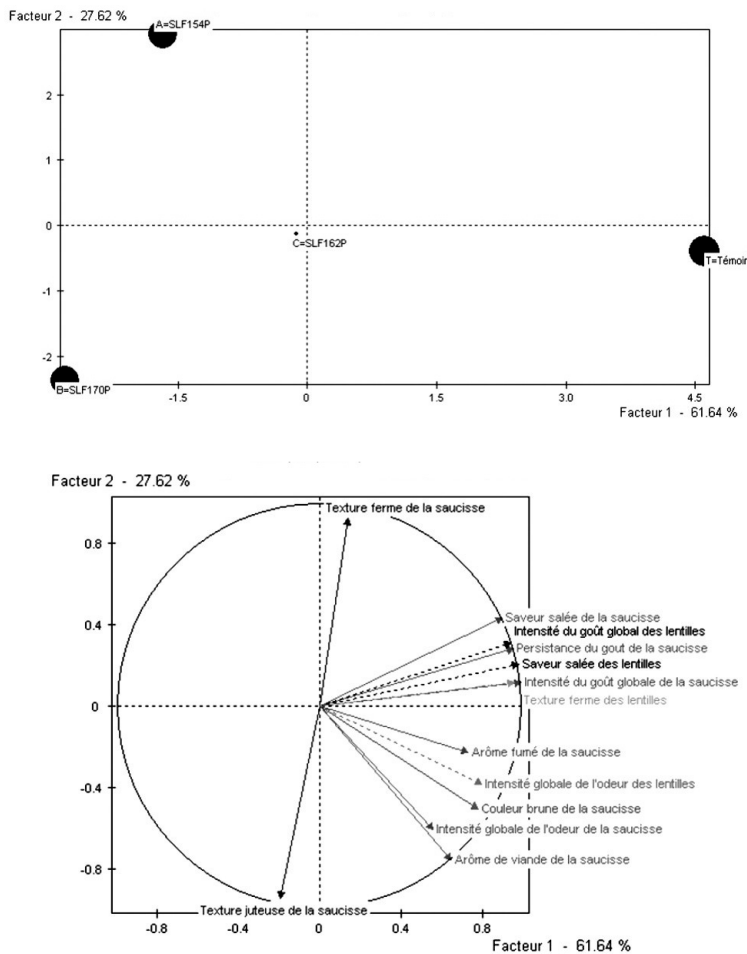 Facteur 2 - 27.62 %
A=SLF154P
2
1
0
C=SLF162P
T=Témoir
-1
-2
B=SLF170P
-1.5
0
1.5
3.0
4.5
Facteur 1 - 61.64 %
Facteur 2 - 27.62 %
Texture ferme de la saucisse
0.8
Saveur salée de la saucisse
0.4
Intensité du goût global des lentilles
Persistance du gout de la saucisse
Saveur salée des lentilles
Intensité du goût globale de la saucisse
0
Texture ferme des lentilles
Arôme fumé de la saucisse
-0.4
Intensité globale de l'odeur des lentilles
Couleur brune de la saucisse
Intensité globale de l'odeur de la saucisse
-0.8
Arôme de viande de la saucisse
Texture juteuse de la saucisse
-0.8
-0.4
0
0.4
0.8
Facteur 1 - 61.64 %